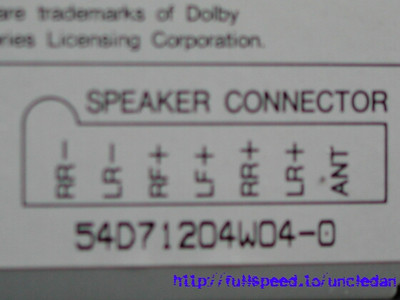 are trademarks of Dolby
ries Licensing Corporation.
SPEAKER CONNECTOR
RR- LR- RF+ LF+ RR+ LR+ ANT
54D71204W04-0
http://fullspeed.to/uncledan